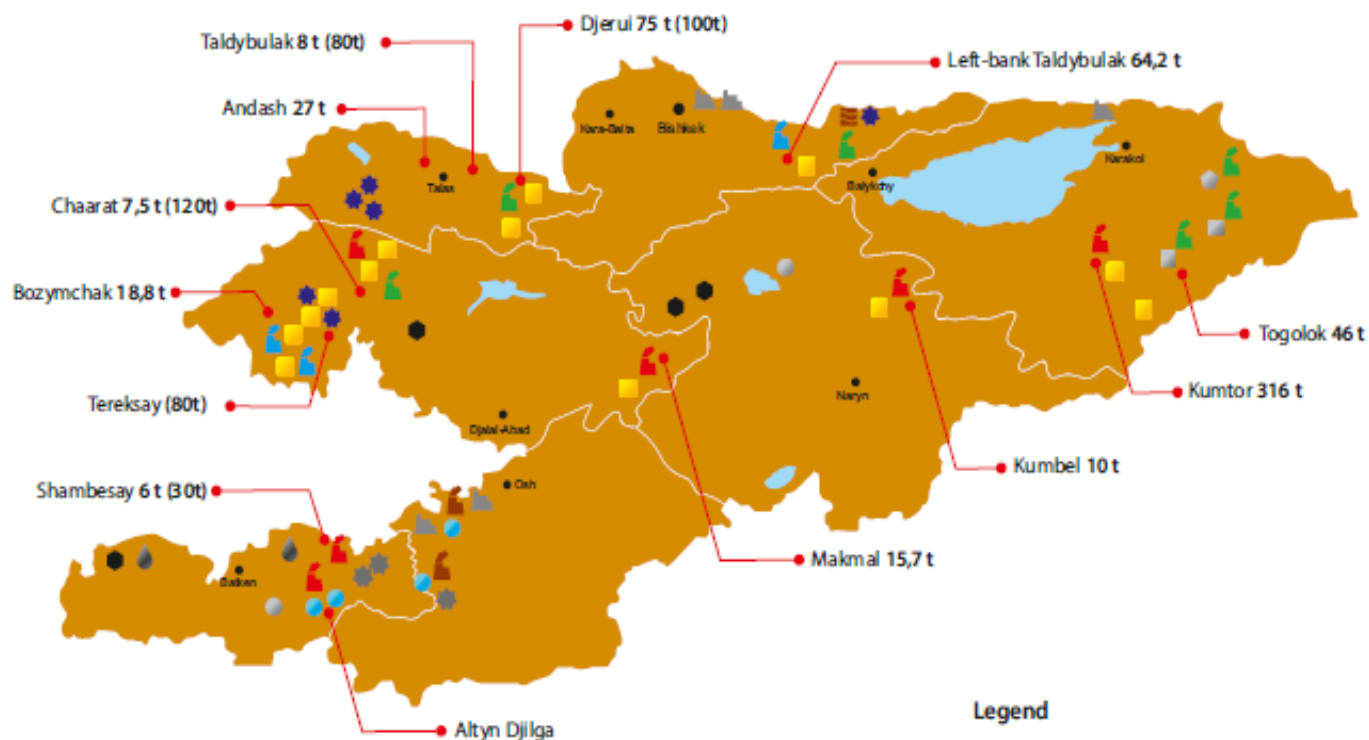 Djerui 75 t (100t)
Taldybulak 8 t (80t)
Left-bank Taldybulak 64,2 t
Andash 27 t
Kara-Balta
Bishkek
Karakol
Balykchy
Talas
Chaarat 7,5 t (120t)
Bozymchak 18,8 t
Togolok 46 t
Kumtor 316 t
Naryn
Tereksay (80t)
Djalal-Abad
Kumbel 10 t
Shambesay 6 t (30t)
Osh
Makmal 15,7 t
Batken
Legend
Altyn Djilga